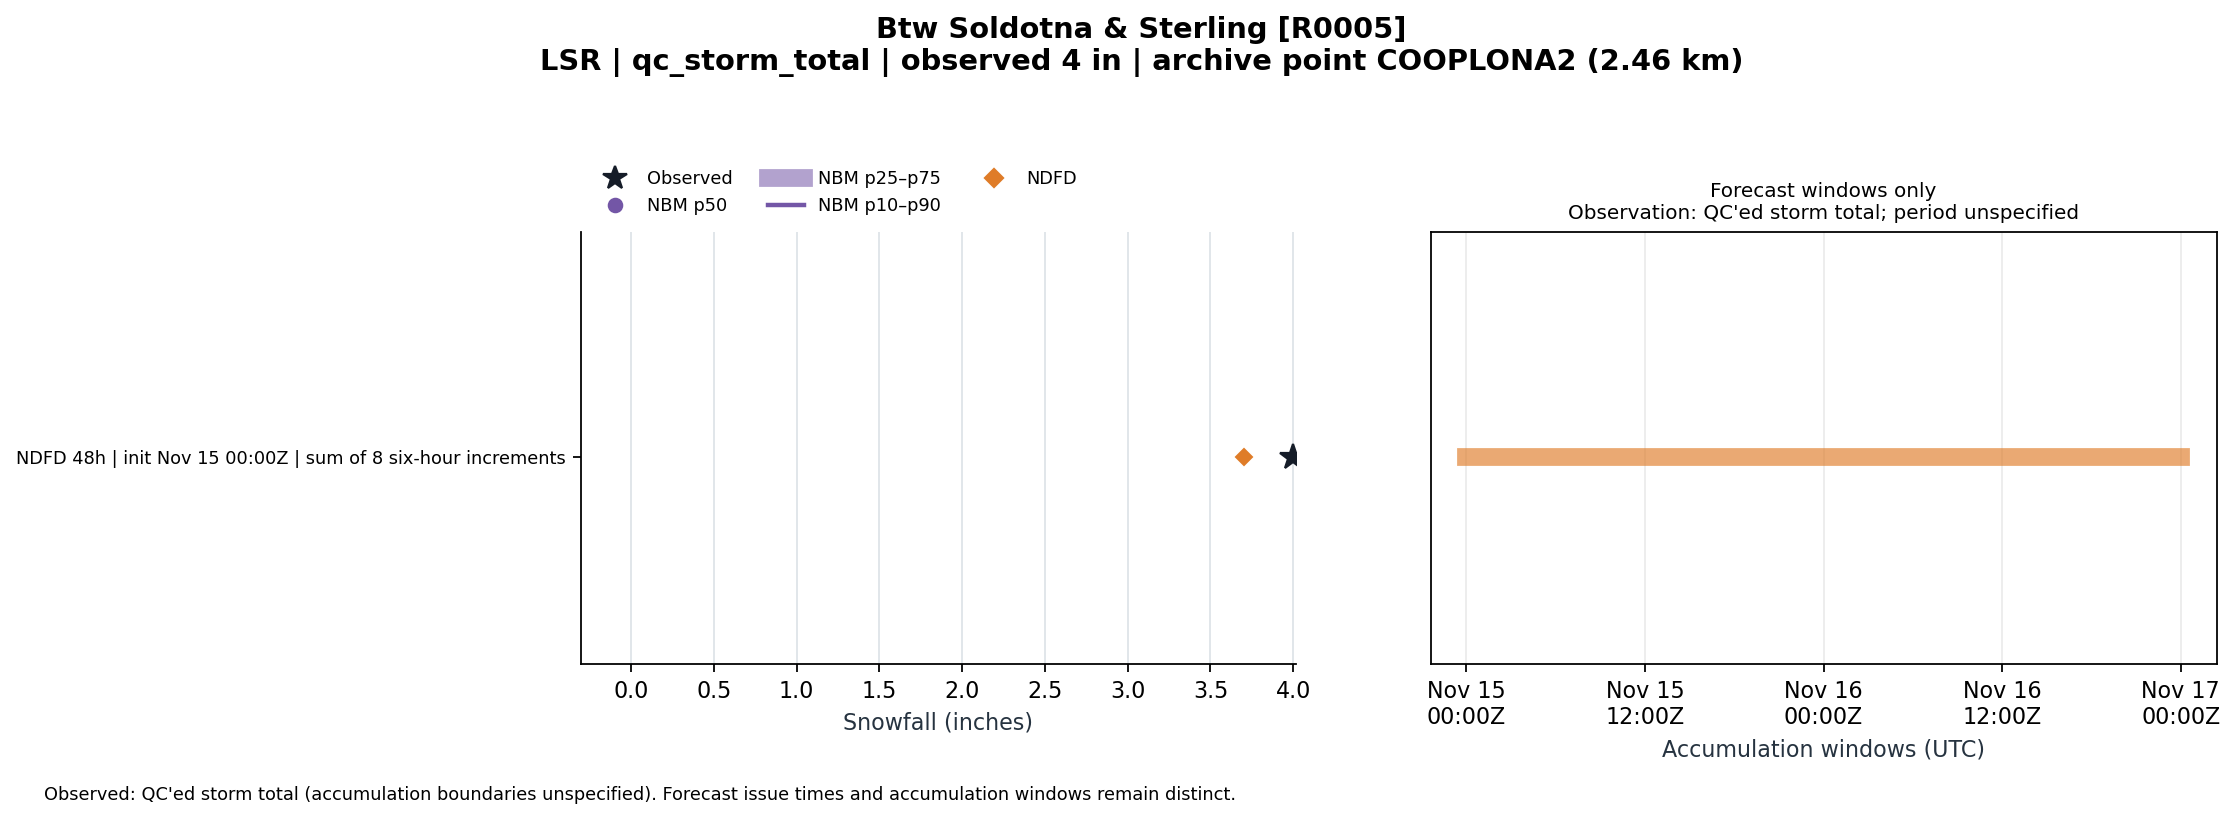 Btw Soldotna & Sterling [R0005]
LSR | qc_storm_total | observed 4 in | archive point COOPLONA2 (2.46 km)
Observed
NBM p50
NBM p25–p75
NBM p10–p90
NDFD
Forecast windows only
Observation: QC'ed storm total; period unspecified
NDFD 48h | init Nov 15 00:00Z | sum of 8 six-hour increments
0.0 0.5 1.0 1.5 2.0 2.5 3.0 3.5 4.0
Snowfall (inches)
Nov 15 00:00Z
Nov 15 12:00Z
Nov 16 00:00Z
Nov 16 12:00Z
Nov 17 00:00Z
Accumulation windows (UTC)
Observed: QC'ed storm total (accumulation boundaries unspecified). Forecast issue times and accumulation windows remain distinct.